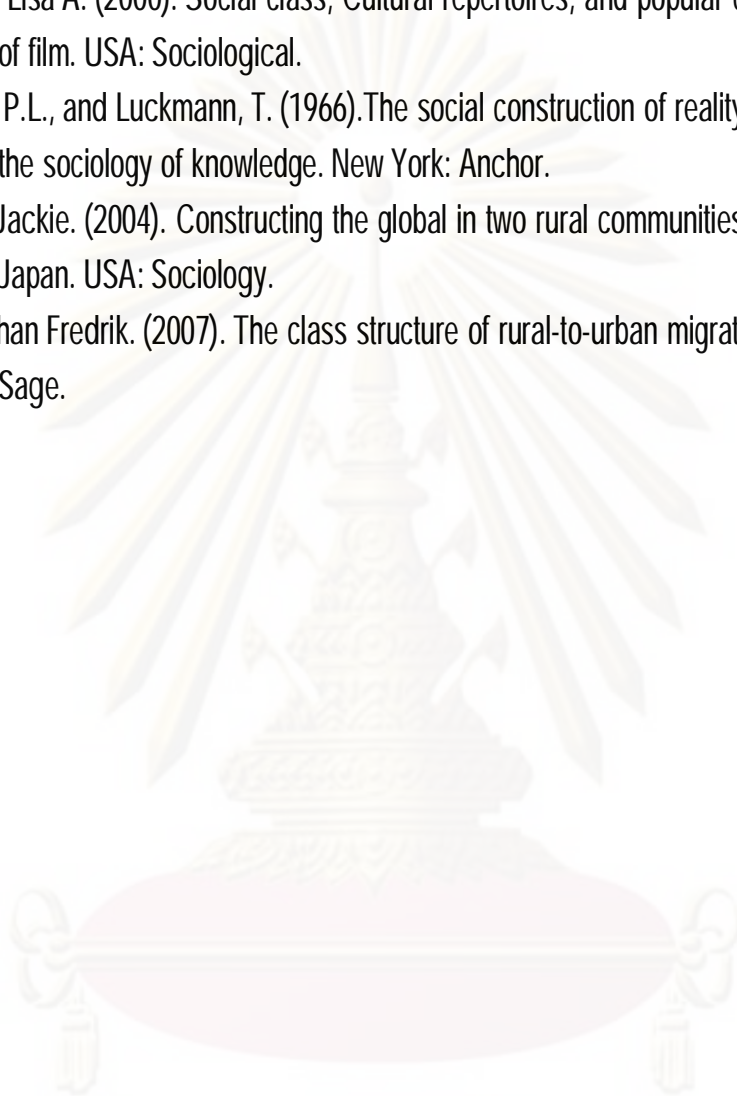 Lisa A. (2006). Social class, Cultural repertoires, and popular
of film. USA: Sociological.
P.L., and Luckmann, T. (1966).The social construction of reality
the sociology of knowledge. New York: Anchor.
Jackie. (2004). Constructing the global in two rural communities
Japan. USA: Sociology.
han Fredrik. (2007). The class structure of rural-to-urban migrat
Sage.